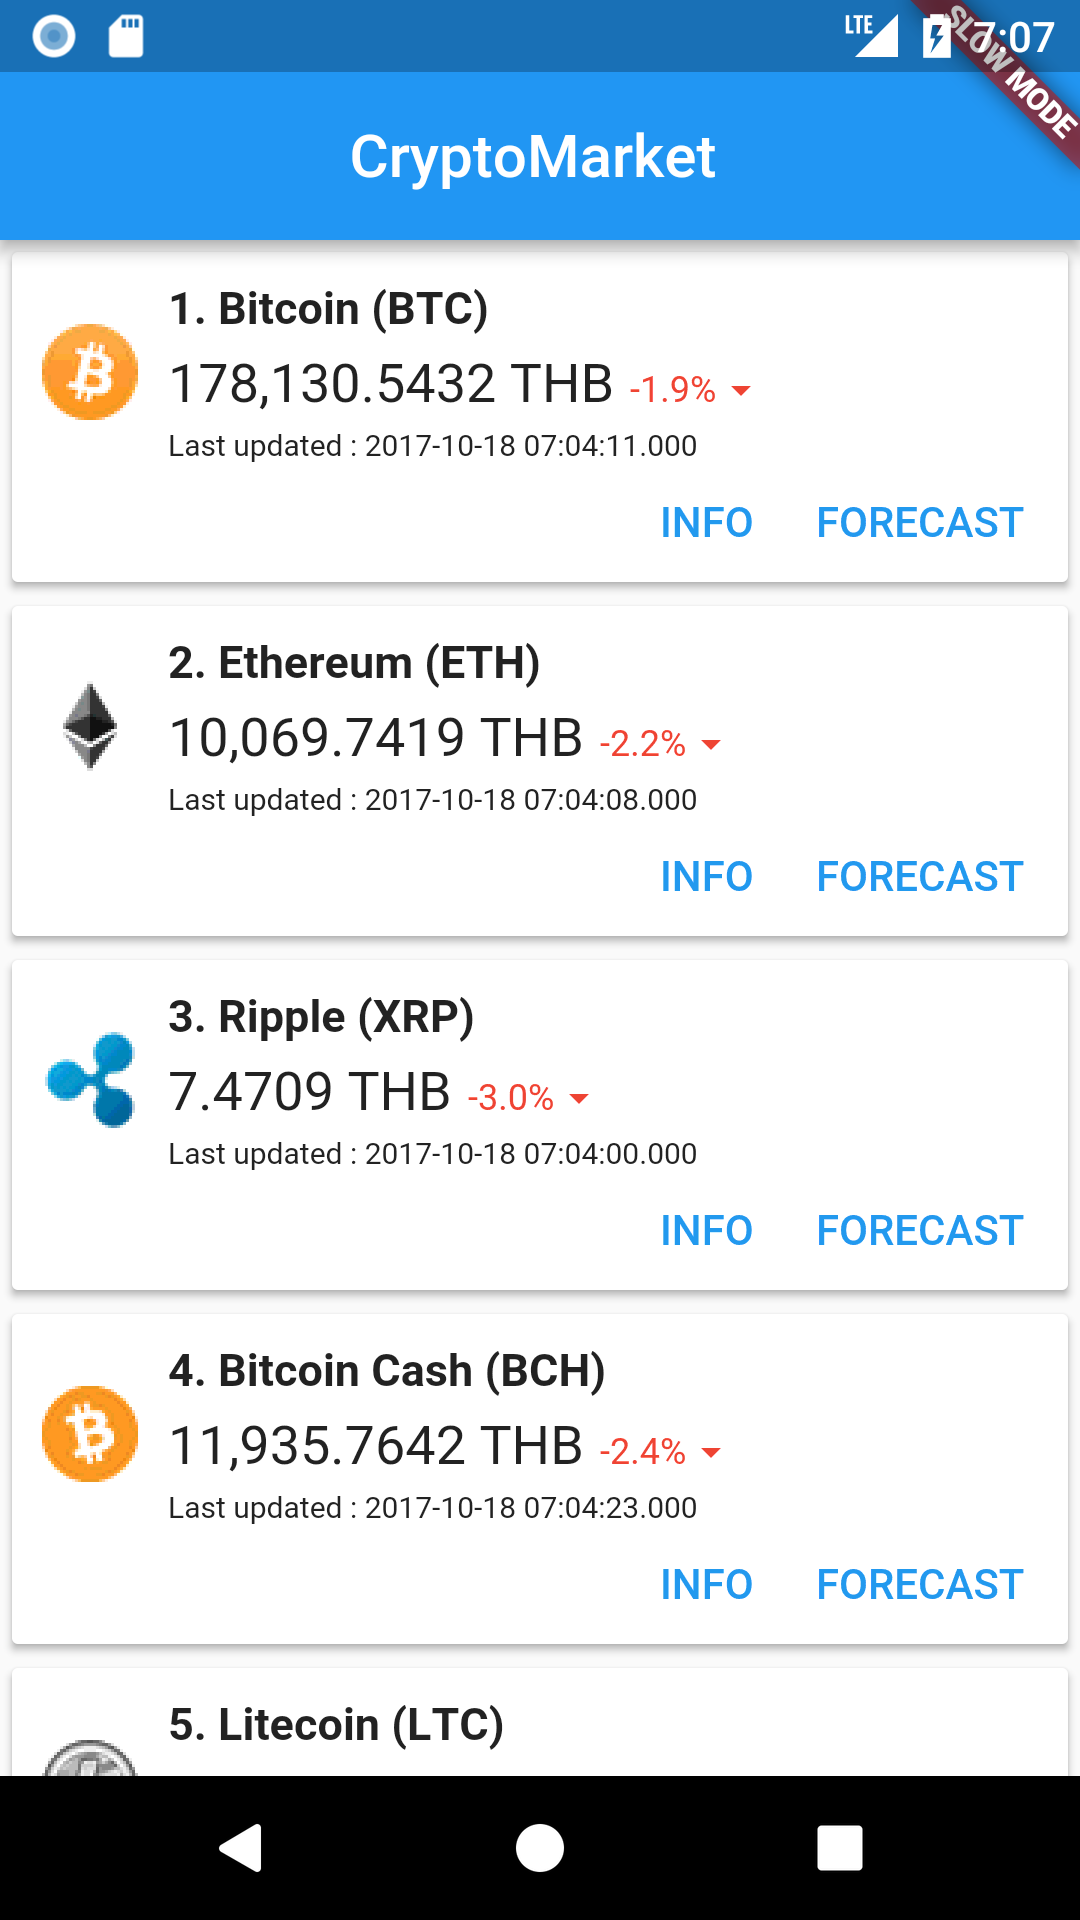 LTE 7:07
SLOW MODE
CryptoMarket
1. Bitcoin (BTC)
178,130.5432 THB -1.9%
Last updated : 2017-10-18 07:04:11.000
INFO FORECAST
2. Ethereum (ETH)
10,069.7419 THB -2.2%
Last updated : 2017-10-18 07:04:08.000
INFO FORECAST
3. Ripple (XRP)
7.4709 THB -3.0%
Last updated : 2017-10-18 07:04:00.000
INFO FORECAST
4. Bitcoin Cash (BCH)
11,935.7642 THB -2.4%
Last updated : 2017-10-18 07:04:23.000
INFO FORECAST
5. Litecoin (LTC)